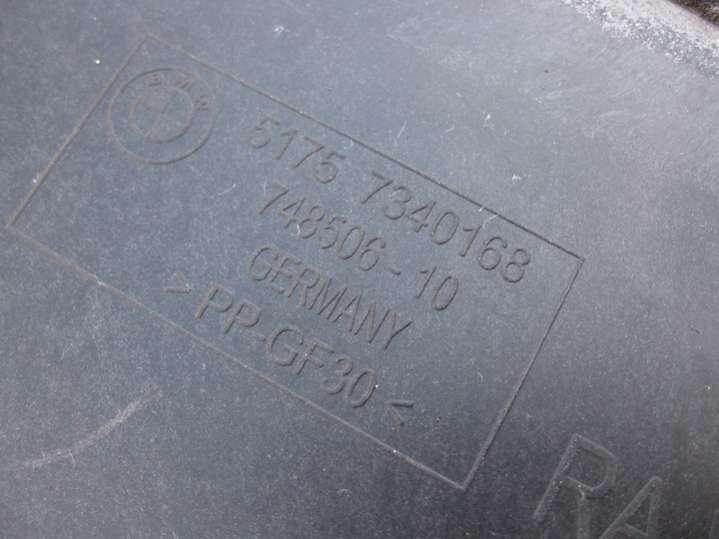 BMW
5175 7340168
748506-10
GERMANY
>PP-GF30<